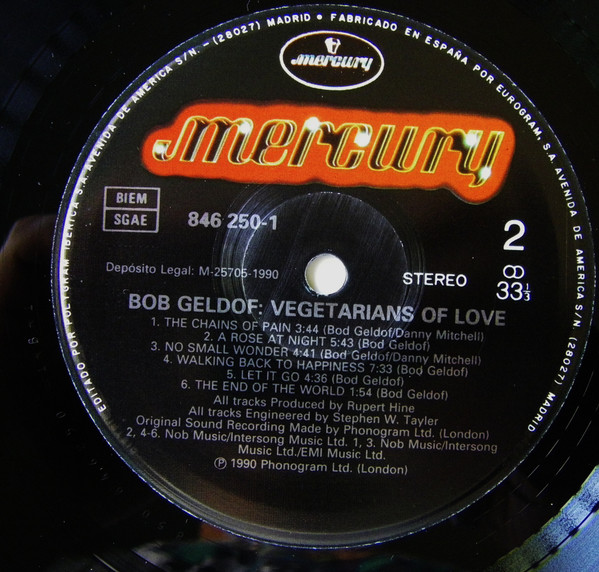 EDITADO POR POLYGRAM IBERICA S.A. AVENIDA DE AMERICA S/N. - (28027) MADRID • FABRICADO EN ESPAÑA POR EUROGRAM, S.A. AVENIDA DE AMERICA S/N. (28027) MADRID
mercury
mercury
BIEM
SGAE
846 250-1
2
Depósito Legal: M-25705-1990
STEREO
33⅓
BOB GELDOF: VEGETARIANS OF LOVE
1. THE CHAINS OF PAIN 3:44 (Bod Geldof/Danny Mitchell)
2. A ROSE AT NIGHT 5:43 (Bod Geldof)
3. NO SMALL WONDER 4:41 (Bod Geldof/Danny Mitchell)
4. WALKING BACK TO HAPPINESS 7:33 (Bod Geldof)
5. LET IT GO 4:36 (Bod Geldof)
6. THE END OF THE WORLD 1:54 (Bod Geldof)
All tracks Produced by Rupert Hine
All tracks Engineered by Stephen W. Tayler
Original Sound Recording Made by Phonogram Ltd. (London)
2, 4-6. Nob Music/Intersong Music Ltd. 1, 3. Nob Music/Intersong
Music Ltd./EMI Music Ltd.
℗ 1990 Phonogram Ltd. (London)